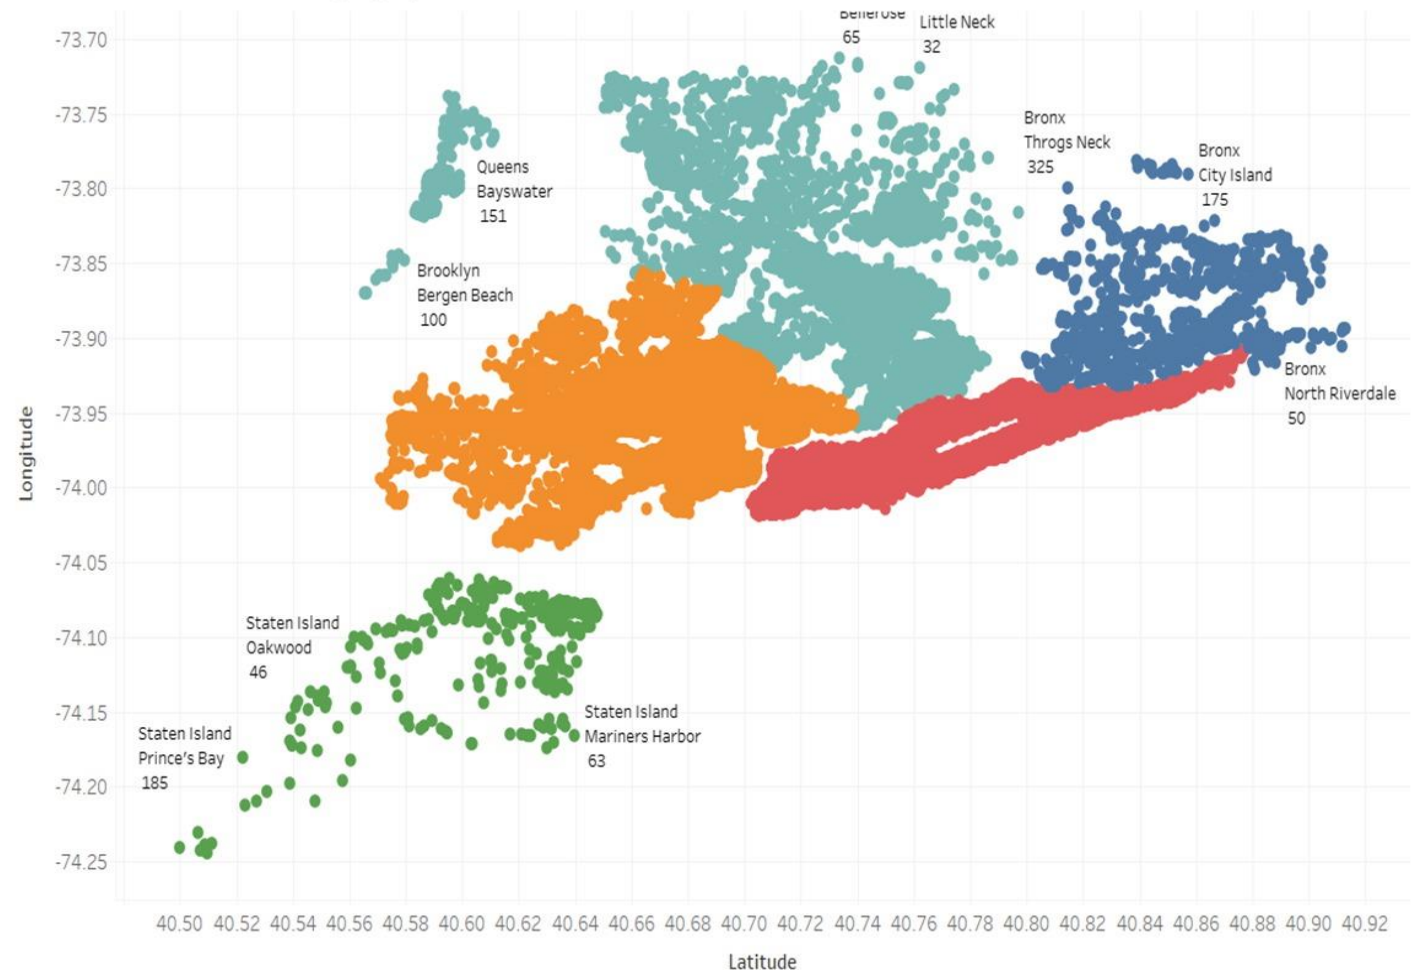 Bellerose
65
Little Neck
32
-73.70
-73.75
-73.80
-73.85
-73.90
-73.95
-74.00
-74.05
-74.10
-74.15
-74.20
-74.25
Longitude
Queens
Bayswater
151
Brooklyn
Bergen Beach
100
Bronx
Throgs Neck
325
Bronx
City Island
175
Bronx
North Riverdale
50
Staten Island
Oakwood
46
Staten Island
Prince's Bay
185
Staten Island
Mariners Harbor
63
40.50 40.52 40.54 40.56 40.58 40.60 40.62 40.64 40.66 40.68 40.70 40.72 40.74 40.76 40.78 40.80 40.82 40.84 40.86 40.88 40.90 40.92
Latitude